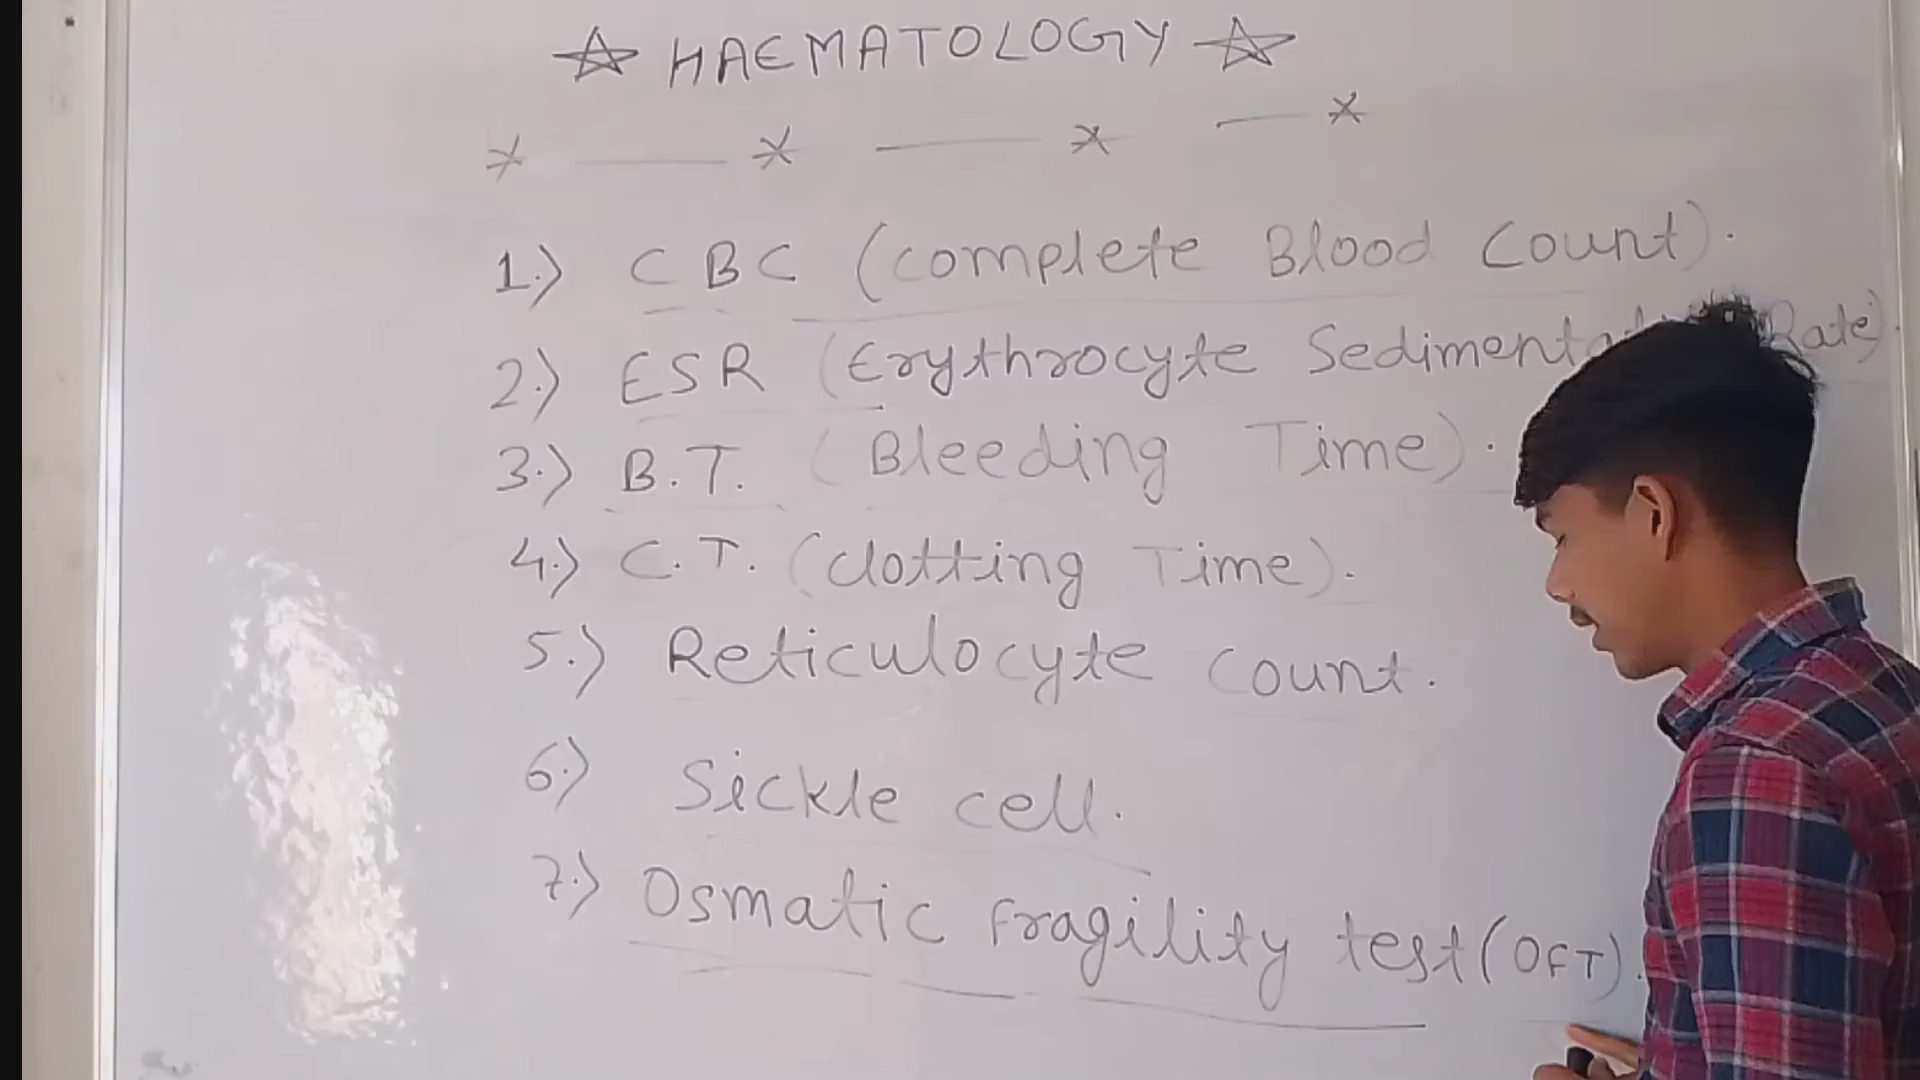 ☆ HAEMATOLOGY ☆
1.) CBC (Complete Blood Count).
2.) ESR (Erythrocyte Rate).
3.) B.T. (Bleeding Time).
4.) C.T. (Clotting Time).
5.) Reticulocyte Count.
6.) Sickle cell.
7.) Osmatic Fragility test (OFT).